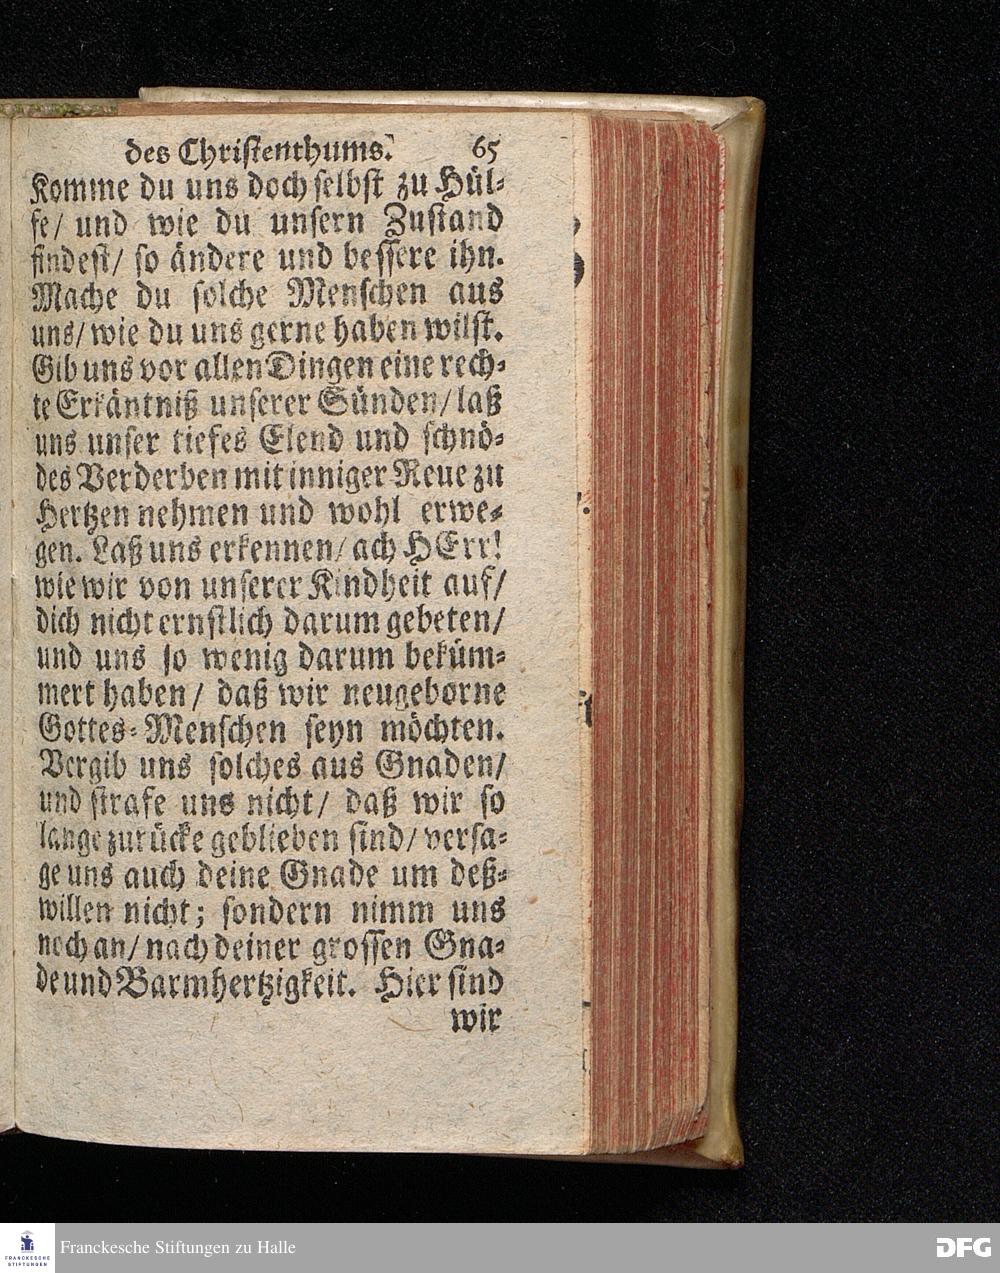 des Christenthums. 65
Komme du uns doch selbst zu Hül-
fe/ und wie du unsern Zustand
findest/ so ändere und bessere ihn.
Mache du solche Menschen aus
uns/ wie du uns gerne haben wilst.
Gib uns vor allen Dingen eine rech-
te Erkäntniß unserer Sünden/ laß
uns unser tiefes Elend und schnö-
des Verderben mit inniger Reue zu
Hertzen nehmen und wohl erwe-
gen. Laß uns erkennen/ ach HErr!
wie wir von unserer Kindheit auf/
dich nicht ernstlich darum gebeten/
und uns so wenig darum beküm-
mert haben/ daß wir neugeborne
Gottes-Menschen seyn möchten.
Vergib uns solches aus Gnaden/
und strafe uns nicht/ daß wir so
lange zurücke geblieben sind/ versa-
ge uns auch deine Gnade um deß-
willen nicht; sondern nimm uns
noch an/ nach deiner grossen Gna-
de und Barmhertzigkeit. Hier sind
wir
FRANCKESCHE
STIFTUNGEN
Franckesche Stiftungen zu Halle
DFG